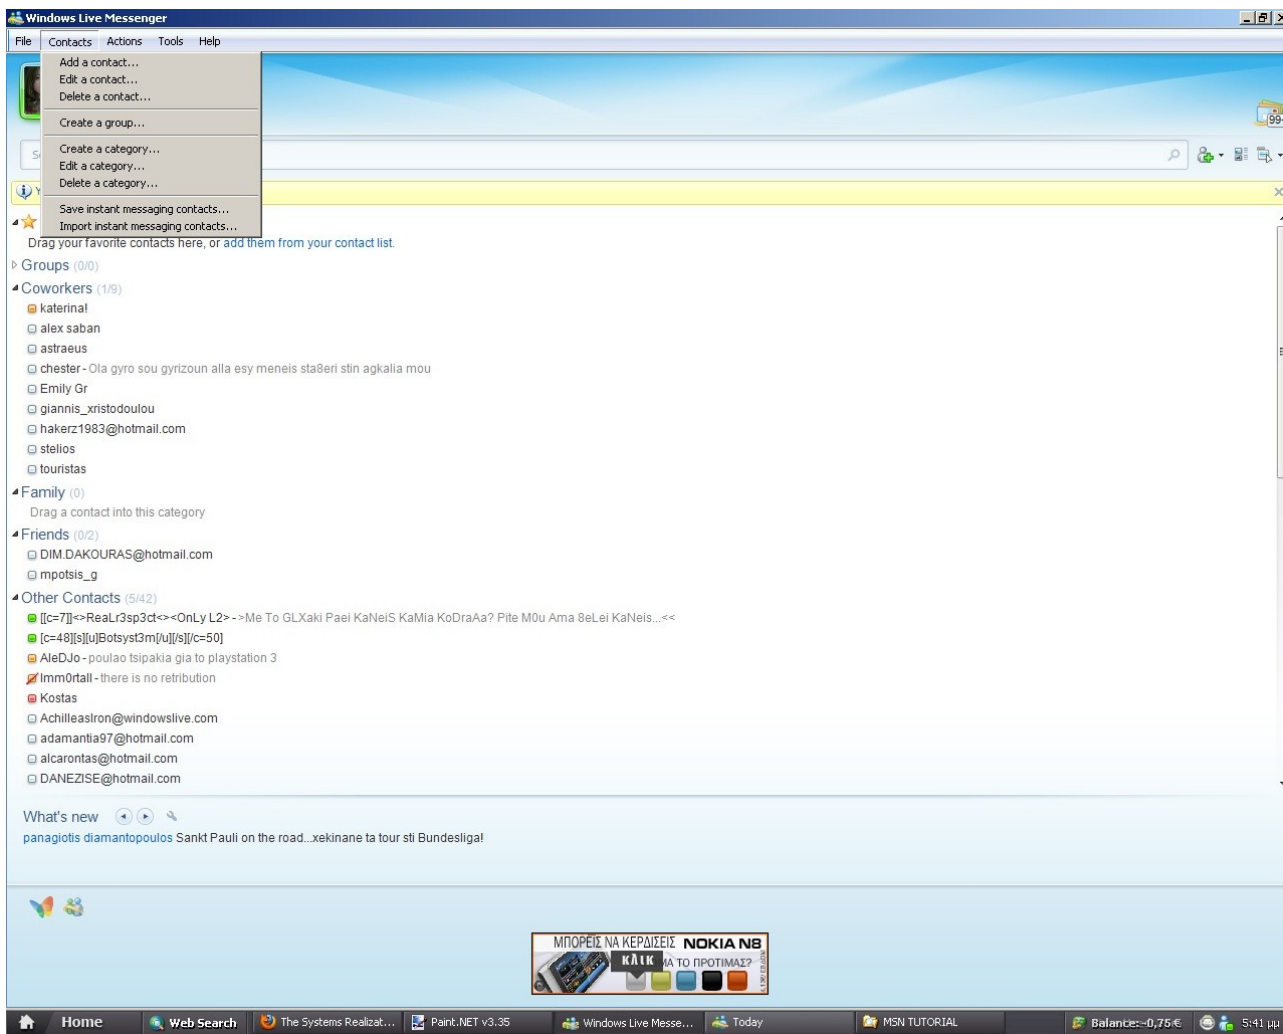 Windows Live Messenger
File Contacts Actions Tools Help
Add a contact...
Edit a contact...
Delete a contact...
Create a group...
Create a category...
Edit a category...
Delete a category...
Save instant messaging contacts...
Import instant messaging contacts...
99+
Drag your favorite contacts here, or add them from your contact list.
Groups (0/0)
Coworkers (1/9)
katerina!
alex saban
astraeus
chester - Ola gyro sou gyrizoun alla esy meneis sta8eri stin agkalia mou
Emily Gr
giannis_xristodoulou
hakerz1983@hotmail.com
stelios
touristas
Family (0)
Drag a contact into this category
Friends (0/2)
DIM.DAKOURAS@hotmail.com
mpotsis_g
Other Contacts (5/42)
[[c=7]]<>ReaLr3sp3ct<><OnLy L2> - >Me To GLXaki Paei KaNeiS KaMia KoDraAa? Pite M0u Ama 8eLei KaNeis...<<
[c=48][s][u]Botsyst3m[/u][/s][/c=50]
AleDJo - poulao tsipakia gia to playstation 3
Imm0rtall - there is no retribution
Kostas
AchilleasIron@windowslive.com
adamantia97@hotmail.com
alcarontas@hotmail.com
DANEZISE@hotmail.com
What's new
panagiotis diamantopoulos Sankt Pauli on the road...xekinane ta tour sti Bundesliga!
ΜΠΟΡΕΙΣ ΝΑ ΚΕΡΔΙΣΕΙΣ NOKIA N8
κλικ ΜΑ ΤΟ ΠΡΟΤΙΜΑΣ?
Home Web Search The Systems Realizat... Paint.NET v3.35 Windows Live Messe... Today MSN TUTORIAL Balance:-0,75€ 5:41 μμ